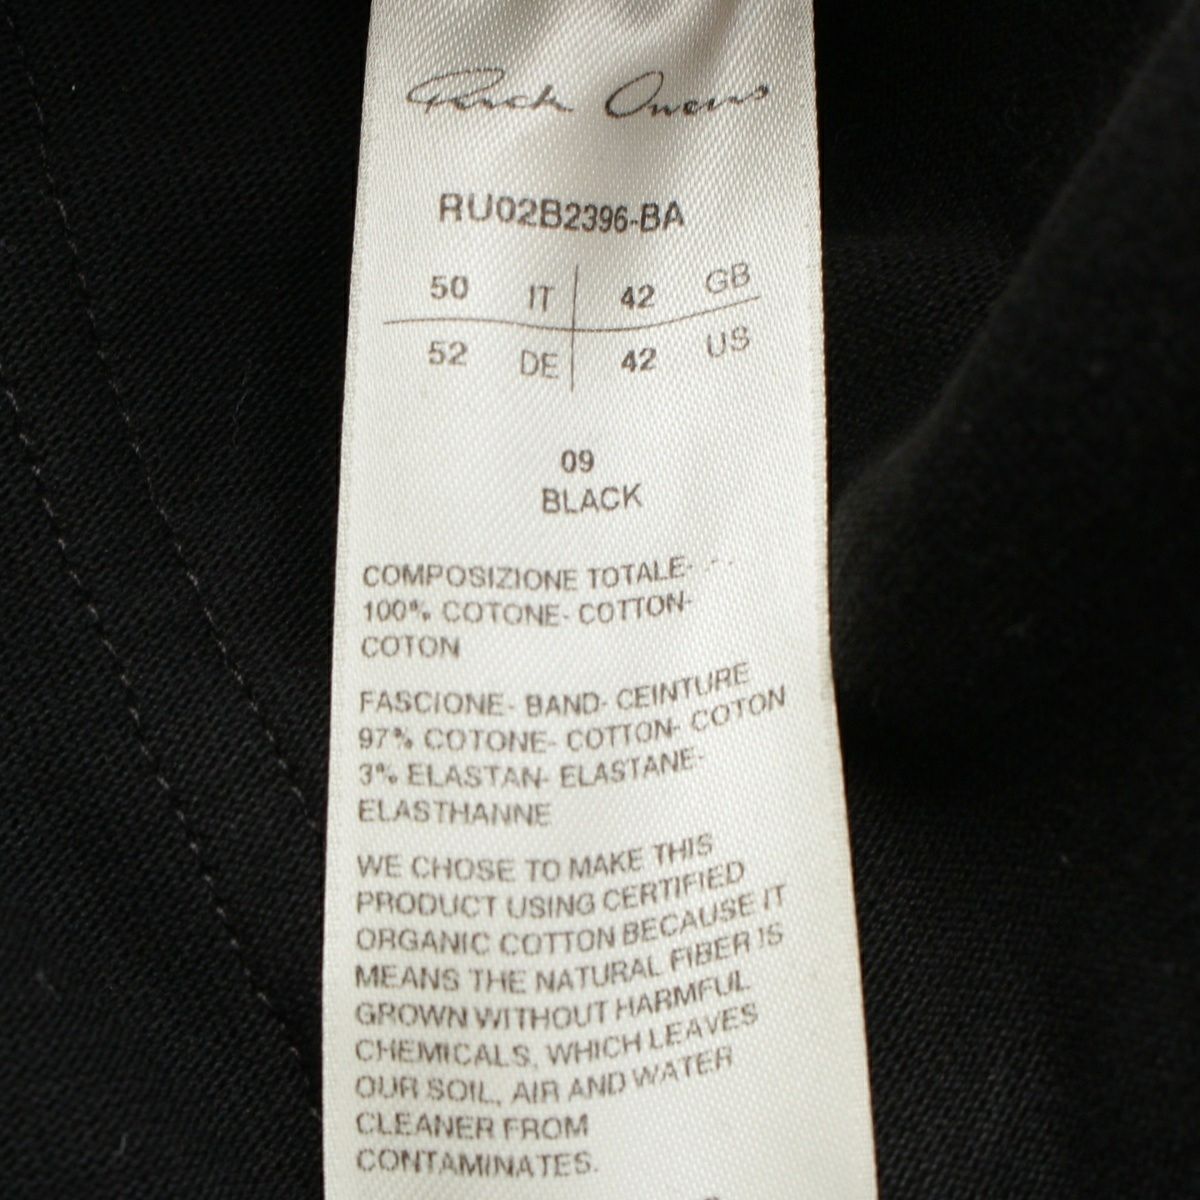 Rick Owens
RU02B2396-BA
50 IT 42 GB
52 DE 42 US
09
BLACK
COMPOSIZIONE TOTALE- - -
100% COTONE- COTTON-
COTON
FASCIONE- BAND- CEINTURE
97% COTONE- COTTON- COTON
3% ELASTAN- ELASTANE-
ELASTHANNE
WE CHOSE TO MAKE THIS
PRODUCT USING CERTIFIED
ORGANIC COTTON BECAUSE IT
MEANS THE NATURAL FIBER IS
GROWN WITHOUT HARMFUL
CHEMICALS, WHICH LEAVES
OUR SOIL, AIR AND WATER
CLEANER FROM
CONTAMINATES.